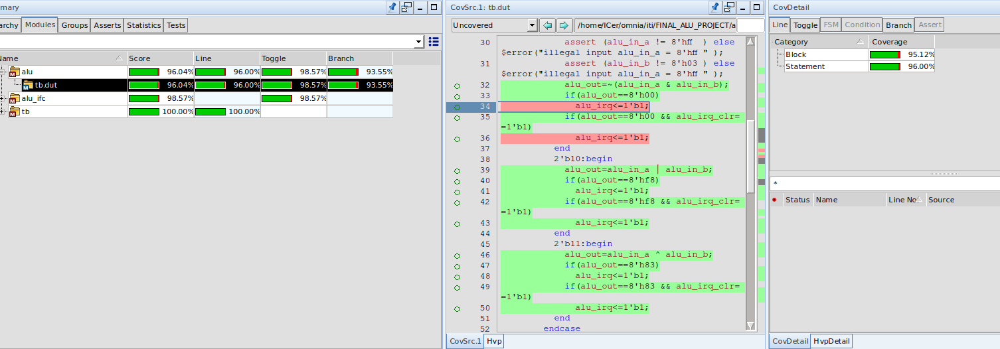 mmary
archy Modules Groups Asserts Statistics Tests
Name Score Line Toggle Branch
alu 96.04% 96.00% 98.57% 93.55%
tb.dut 96.04% 96.00% 98.57% 93.55%
alu_ifc 98.57% 98.57%
tb 100.00% 100.00%
CovSrc.1: tb.dut
Uncovered /home/ICer/omnia/iti/FINAL_ALU_PROJECT/a
30 assert (alu_in_a != 8'hff ) else
$error("illegal input alu_in_a = 8'hff " );
31 assert (alu_in_b != 8'h03 ) else
$error("illegal input alu_in_a = 8'hff " );
32 alu_out=~(alu_in_a & alu_in_b);
33 if(alu_out==8'h00)
34 alu_irq<=1'b1;
35 if(alu_out==8'h00 && alu_irq_clr=
=1'b1)
36 alu_irq<=1'b1;
37 end
38 2'b10:begin
39 alu_out=alu_in_a | alu_in_b;
40 if(alu_out==8'hf8)
41 alu_irq<=1'b1;
42 if(alu_out==8'hf8 && alu_irq_clr=
=1'b1)
43 alu_irq<=1'b1;
44 end
45 2'b11:begin
46 alu_out=alu_in_a ^ alu_in_b;
47 if(alu_out==8'h83)
48 alu_irq<=1'b1;
49 if(alu_out==8'h83 && alu_irq_clr=
=1'b1)
50 alu_irq<=1'b1;
51 end
52 endcase
CovSrc.1 Hvp
CovDetail
Line Toggle FSM Condition Branch Assert
Category Coverage
Block 95.12%
Statement 96.00%
*
Status Name Line No. Source
CovDetail HvpDetail